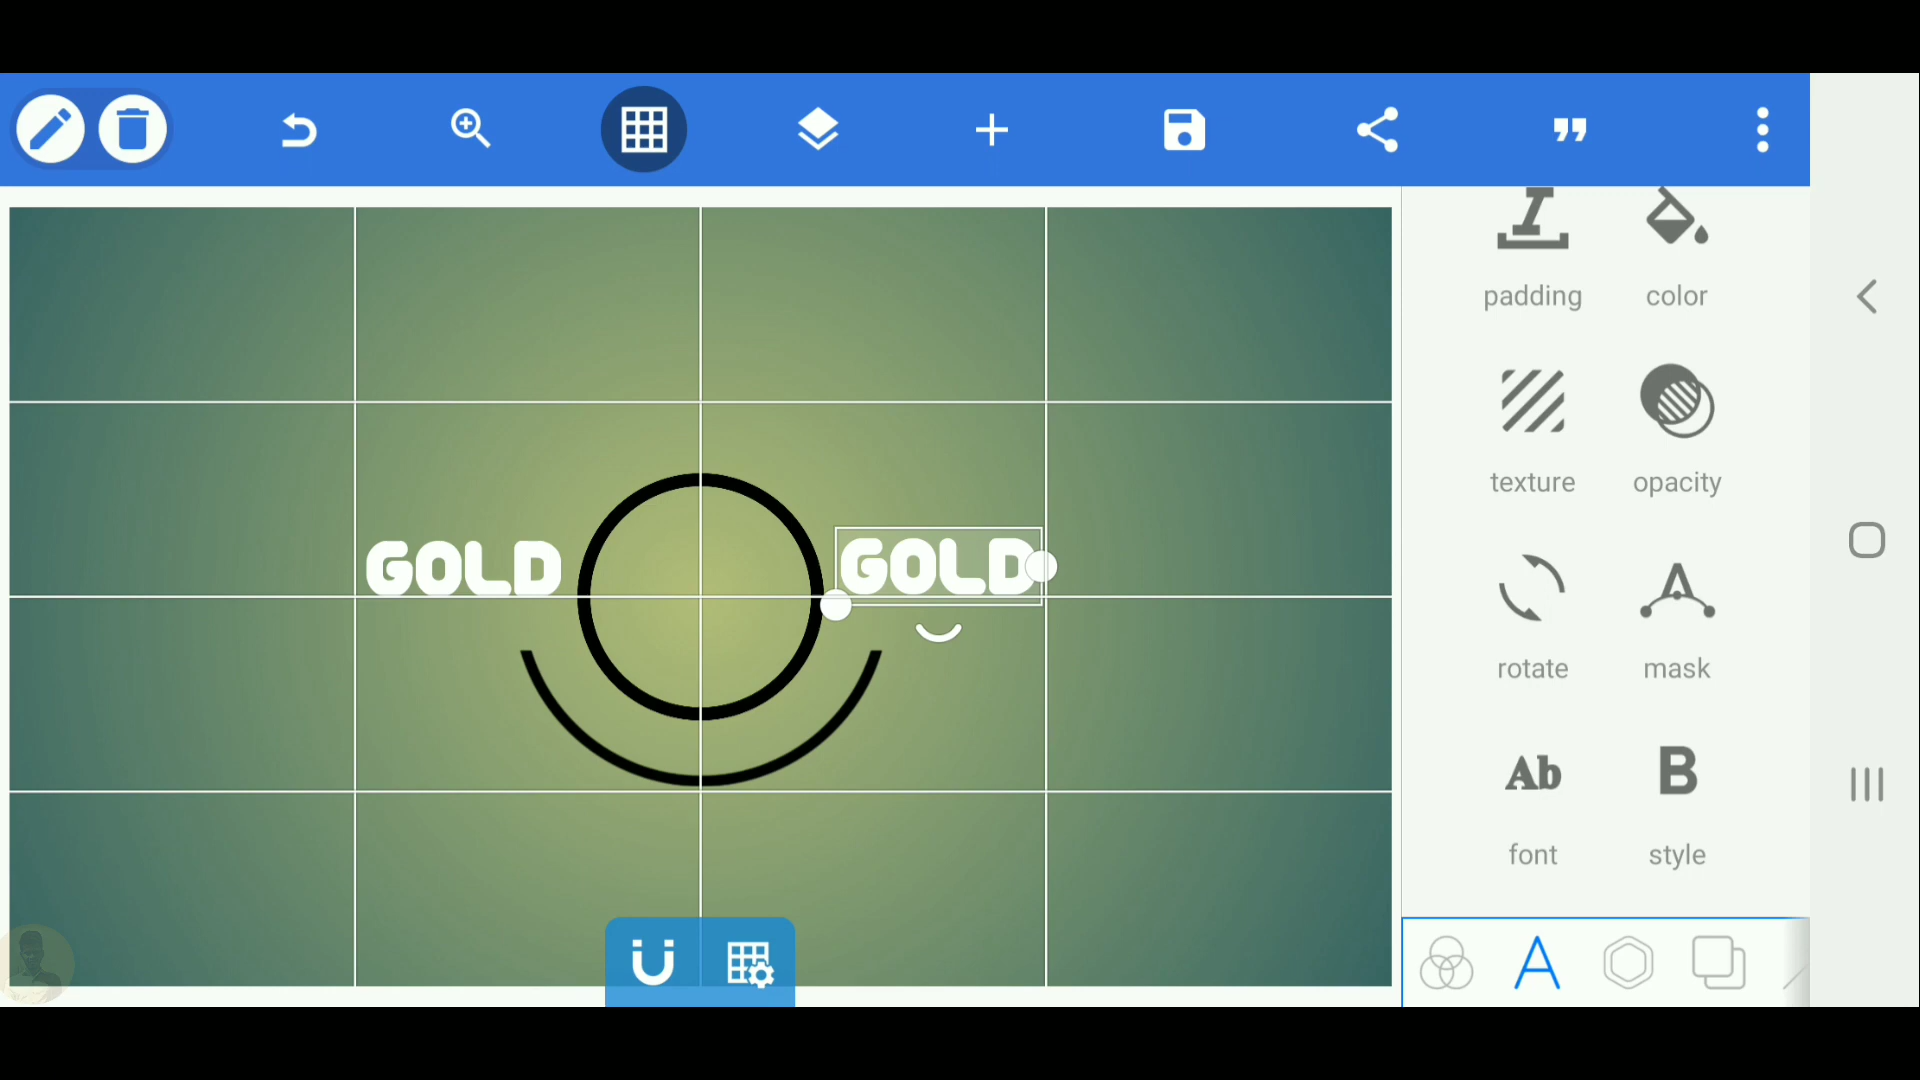 padding color
texture opacity
GOLD GOLD
rotate mask
Ab B
font style
A